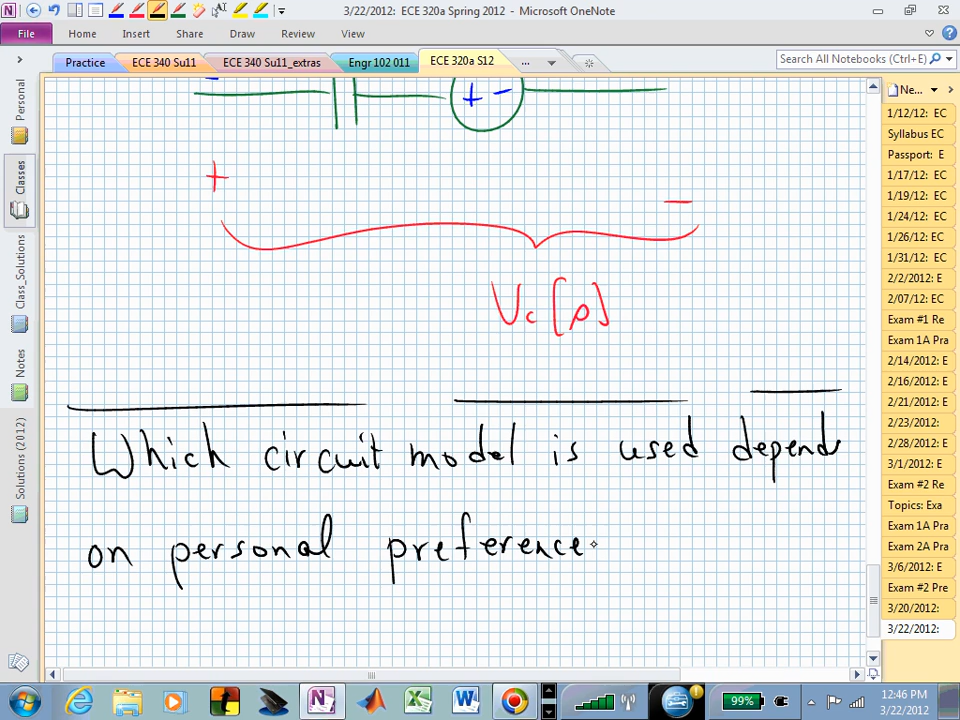 3/22/2012: ECE 320a Spring 2012 - Microsoft OneNote
File Home Insert Share Draw Review View
Practice ECE 340 Su11 ECE 340 Su11_extras Engr 102 011 ECE 320a S12 ... Search All Notebooks (Ctrl+E)
Personal
Classes
Class_Solutions
Notes
Solutions (2012)
+ -
+
-
Vc(s)
Which circuit model is used depends
on personal preference.
Ne...
1/12/12: EC
Syllabus EC
Passport: E
1/17/12: EC
1/19/12: EC
1/24/12: EC
1/26/12: EC
1/31/12: EC
2/2/2012: E
2/07/12: EC
Exam #1 Re
Exam 1A Pra
2/14/2012: E
2/16/2012: E
2/21/2012: E
2/23/2012:
2/28/2012: E
3/1/2012: E
Exam #2 Re
Topics: Exa
Exam 1A Pra
Exam 2A Pra
3/6/2012: E
Exam #2 Pre
3/20/2012:
3/22/2012:
99%
12:46 PM
3/22/2012